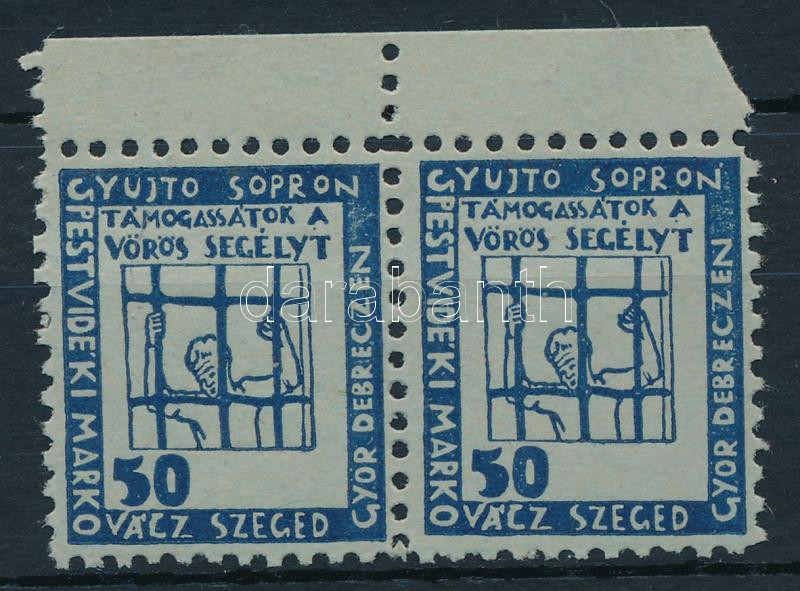 GYUJTO SOPRON
TÁMOGASSÁTOK A
VÖRÖS SEGÉLYT
PESTVIDÉKI MARKO
GYOR DEBRECZEN
50
VÁCZ SZEGED
GYUJTO SOPRON
TÁMOGASSÁTOK A
VÖRÖS SEGÉLYT
PESTVIDÉKI MARKO
GYOR DEBRECZEN
50
VÁCZ SZEGED
darabanth